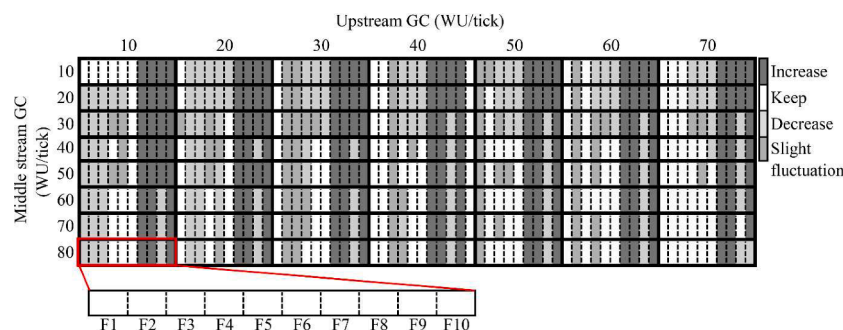 Upstream GC (WU/tick)
10 20 30 40 50 60 70
Middle stream GC
(WU/tick)
10
20
30
40
50
60
70
80
Increase
Keep
Decrease
Slight
fluctuation
F1 F2 F3 F4 F5 F6 F7 F8 F9 F10